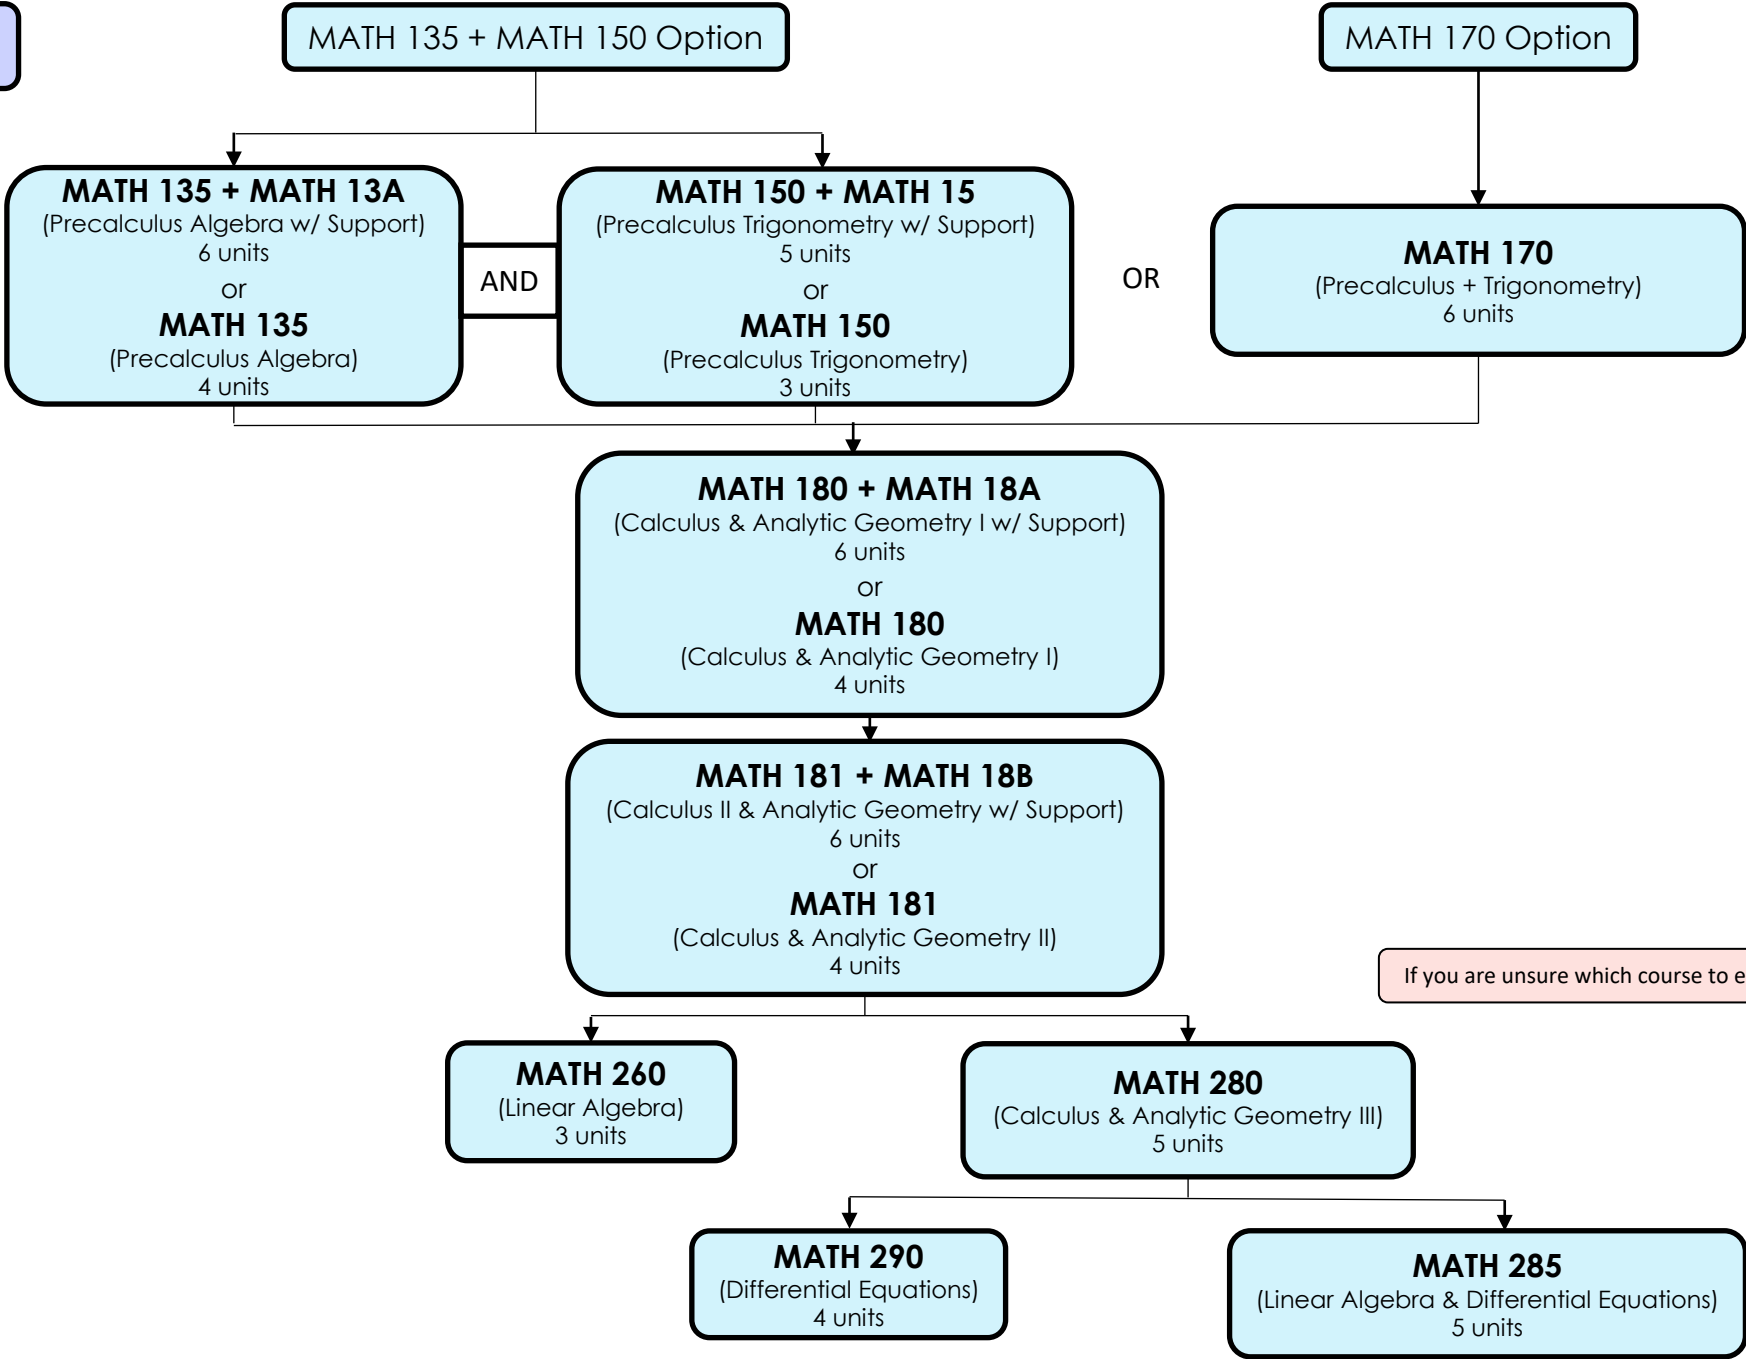 MATH 135 + MATH 150 Option
MATH 170 Option
MATH 135 + MATH 13A
(Precalculus Algebra w/ Support)
6 units
or
MATH 135
(Precalculus Algebra)
4 units
AND
MATH 150 + MATH 15
(Precalculus Trigonometry w/ Support)
5 units
or
MATH 150
(Precalculus Trigonometry)
3 units
OR
MATH 170
(Precalculus + Trigonometry)
6 units
MATH 180 + MATH 18A
(Calculus & Analytic Geometry I w/ Support)
6 units
or
MATH 180
(Calculus & Analytic Geometry I)
4 units
MATH 181 + MATH 18B
(Calculus II & Analytic Geometry w/ Support)
6 units
or
MATH 181
(Calculus & Analytic Geometry II)
4 units
If you are unsure which course to e
MATH 260
(Linear Algebra)
3 units
MATH 280
(Calculus & Analytic Geometry III)
5 units
MATH 290
(Differential Equations)
4 units
MATH 285
(Linear Algebra & Differential Equations)
5 units